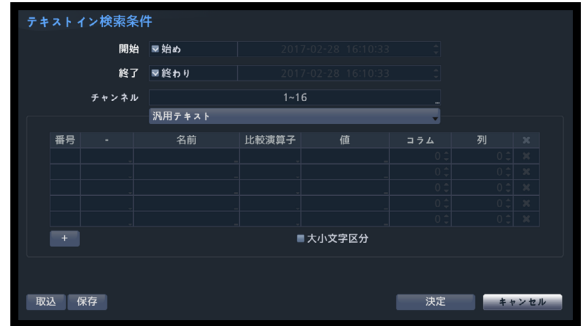 テキストイン検索条件
開始 始め 2017-02-28 16:10:33
終了 終わり 2017-02-28 16:10:33
チャンネル 1~16
汎用テキスト
番号 - 名前 比較演算子 値 コラム 列 ×
0 0 ×
0 0 ×
0 0 ×
0 0 ×
0 0 ×
+ 大小文字区分
取込 保存 決定 キャンセル